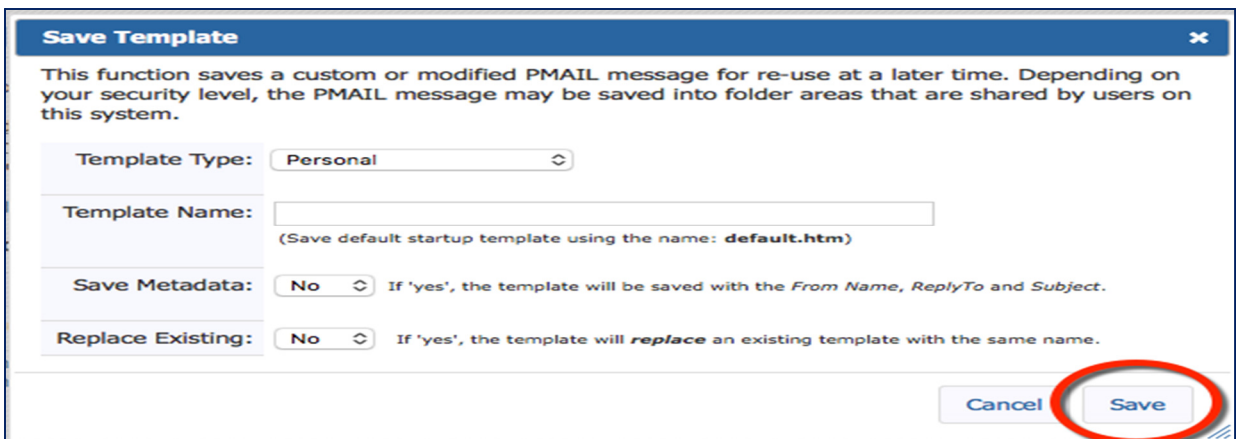 Save Template
This function saves a custom or modified PMAIL message for re-use at a later time. Depending on
your security level, the PMAIL message may be saved into folder areas that are shared by users on
this system.
Template Type: Personal
Template Name:
(Save default startup template using the name: default.htm)
Save Metadata: No If 'yes', the template will be saved with the From Name, ReplyTo and Subject.
Replace Existing: No If 'yes', the template will replace an existing template with the same name.
Cancel Save